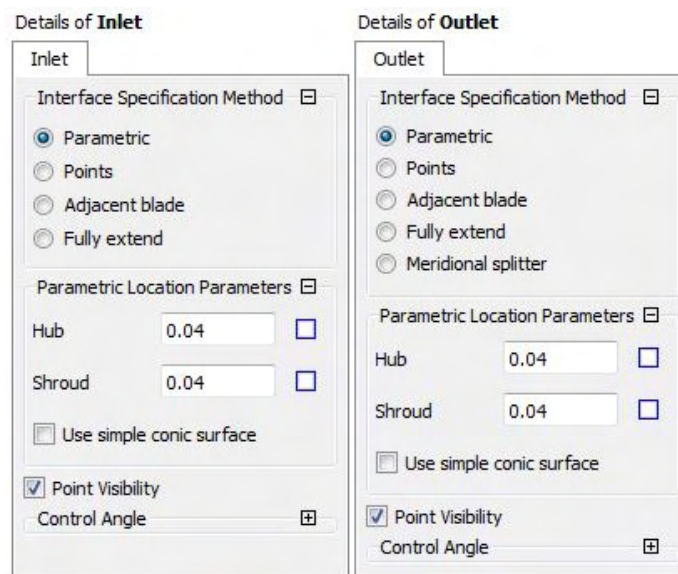 Details of Inlet
Inlet
Interface Specification Method
Parametric
Points
Adjacent blade
Fully extend
Parametric Location Parameters
Hub 0.04
Shroud 0.04
Use simple conic surface
Point Visibility
Control Angle
Details of Outlet
Outlet
Interface Specification Method
Parametric
Points
Adjacent blade
Fully extend
Meridional splitter
Parametric Location Parameters
Hub 0.04
Shroud 0.04
Use simple conic surface
Point Visibility
Control Angle